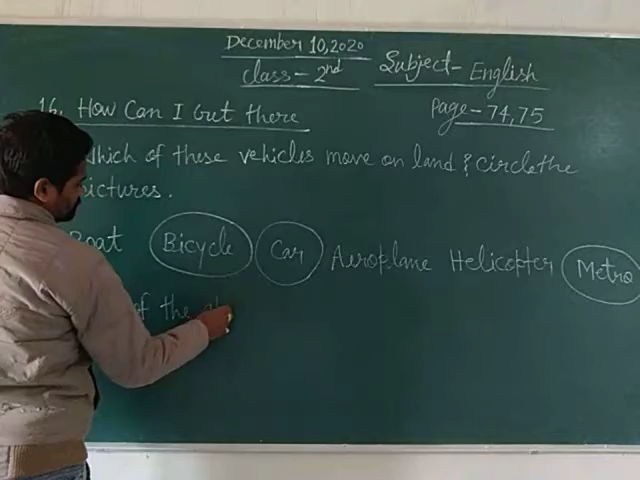 December 10,2020
Class - 2nd
Subject - English
16. How Can I Gut there
Page - 74,75
Which of these vehicles move on land & circle the
pictures.
Boat Bicycle Car Aeroplane Helicopter Metro
of the